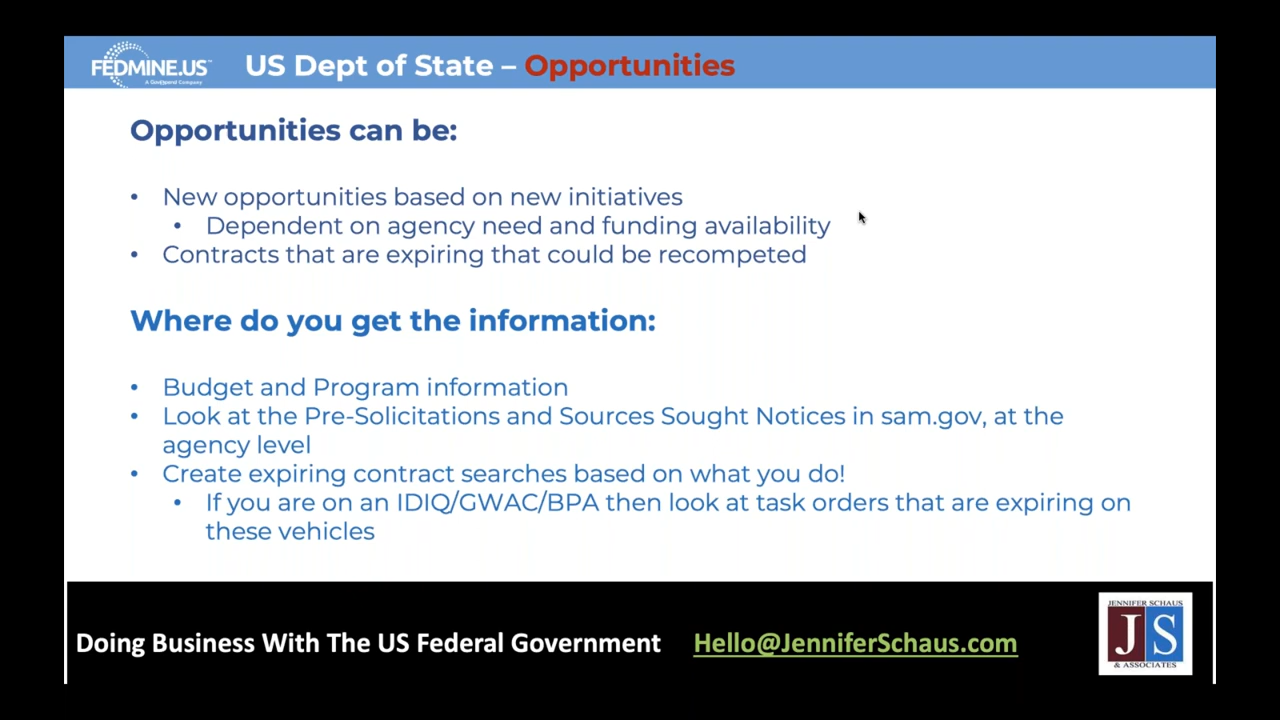 FEDMINE.US™
A GovSpend Company
US Dept of State – Opportunities
Opportunities can be:
• New opportunities based on new initiatives
• Dependent on agency need and funding availability
• Contracts that are expiring that could be recompeted
Where do you get the information:
• Budget and Program information
• Look at the Pre-Solicitations and Sources Sought Notices in sam.gov, at the
agency level
• Create expiring contract searches based on what you do!
• If you are on an IDIQ/GWAC/BPA then look at task orders that are expiring on
these vehicles
Doing Business With The US Federal Government Hello@JenniferSchaus.com
JENNIFER SCHAUS
JS
& ASSOCIATES